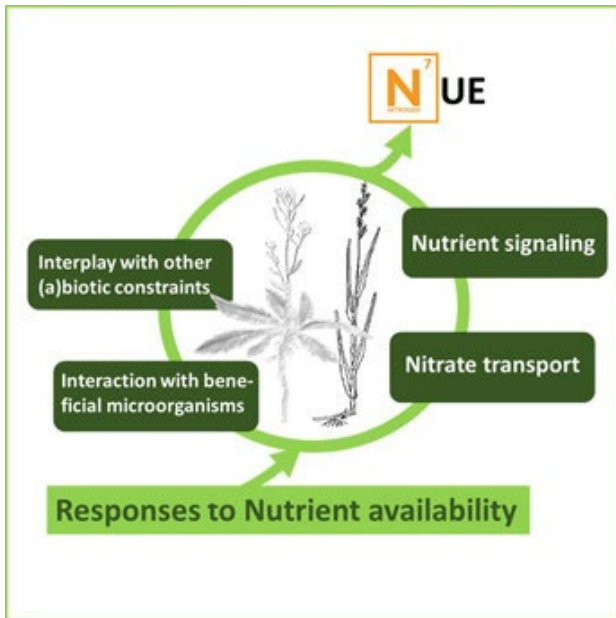 7
N UE
NITROGEN
Interplay with other
(a)biotic constraints
Nutrient signaling
Interaction with bene-
ficial microorganisms
Nitrate transport
Responses to Nutrient availability